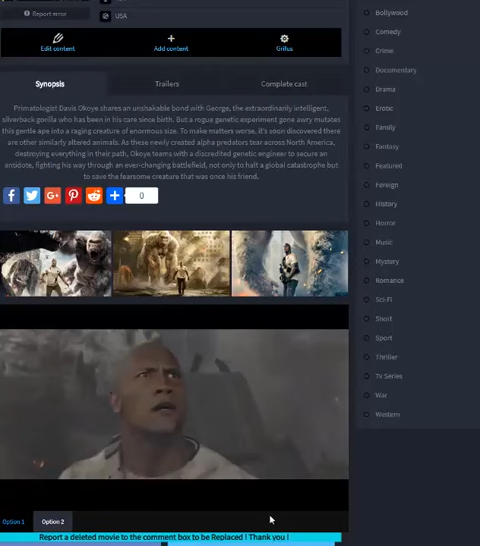 Report error
USA
Edit content
Add content
Grifus
Synopsis
Trailers
Complete cast
Primatologist Davis Okoye shares an unshakable bond with George, the extraordinarily intelligent,
silverback gorilla who has been in his care since birth. But a rogue genetic experiment gone awry mutates
this gentle ape into a raging creature of enormous size. To make matters worse, it's soon discovered there
are other similarly altered animals. As these newly created alpha predators tear across North America,
destroying everything in their path, Okoye teams with a discredited genetic engineer to secure an
antidote, fighting his way through an ever-changing battlefield, not only to halt a global catastrophe but
to save the fearsome creature that was once his friend.
0
Option 1
Option 2
Report a deleted movie to the comment box to be Replaced ! Thank you !
Bollywood
Comedy
Crime
Documentary
Drama
Erotic
Family
Fantasy
Featured
Foreign
History
Horror
Music
Mystery
Romance
Sci-Fi
Short
Sport
Thriller
Tv Series
War
Western